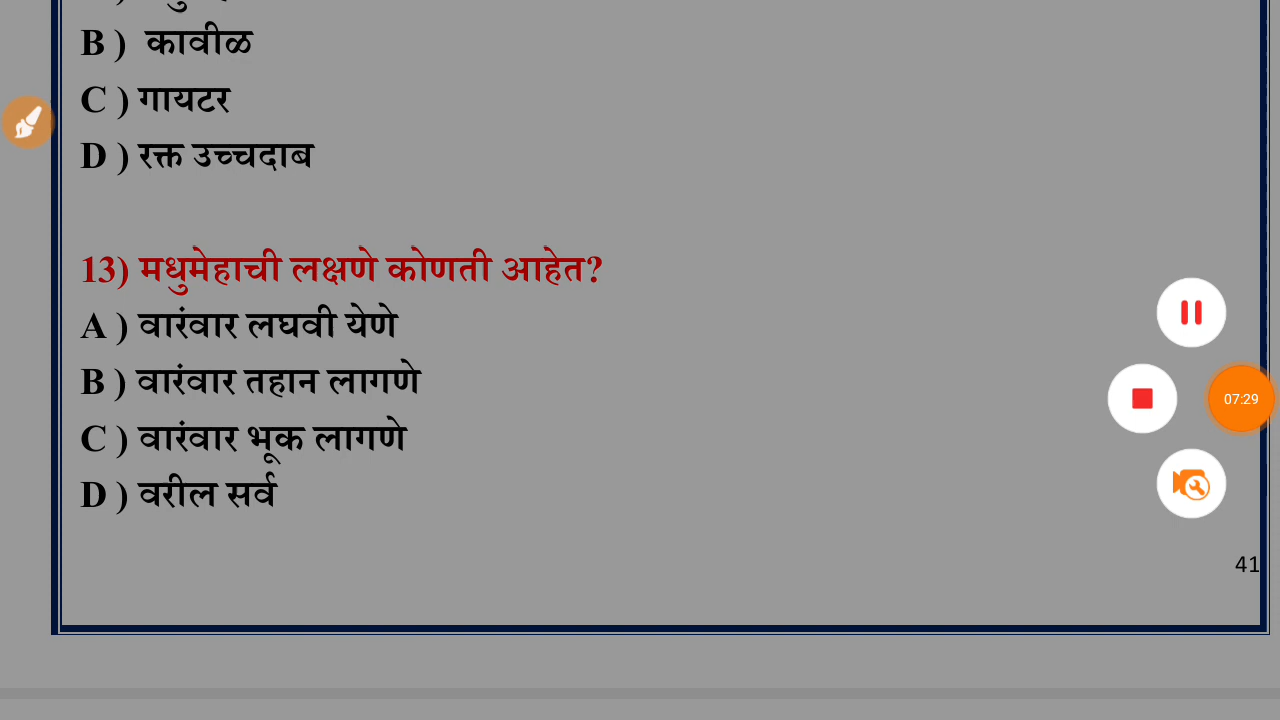 B ) कावीळ
C ) गायटर
D ) रक्त उच्चदाब
13) मधुमेहाची लक्षणे कोणती आहेत?
A ) वारंवार लघवी येणे
B ) वारंवार तहान लागणे
C ) वारंवार भूक लागणे
D ) वरील सर्व
07:29
41